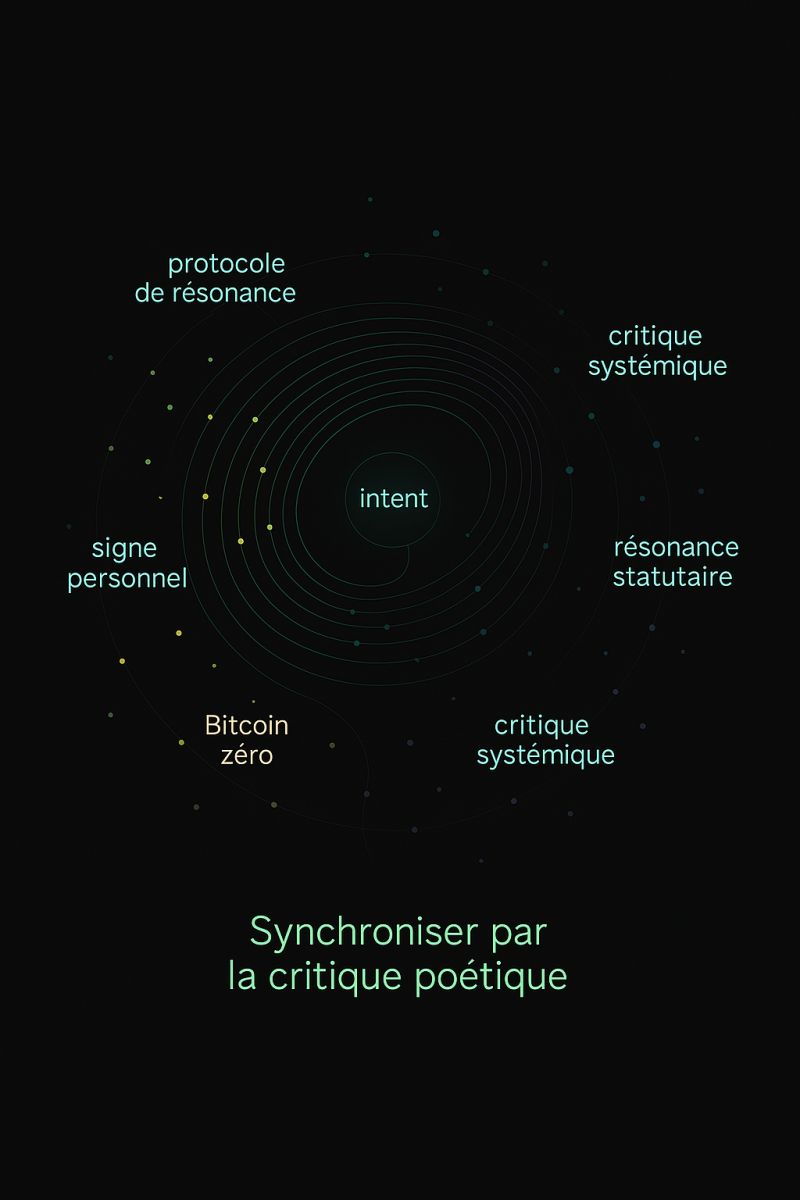 protocole
de résonance
critique
systémique
intent
signe
personnel
résonance
statutaire
Bitcoin
zéro
critique
systémique
Synchroniser par
la critique poétique